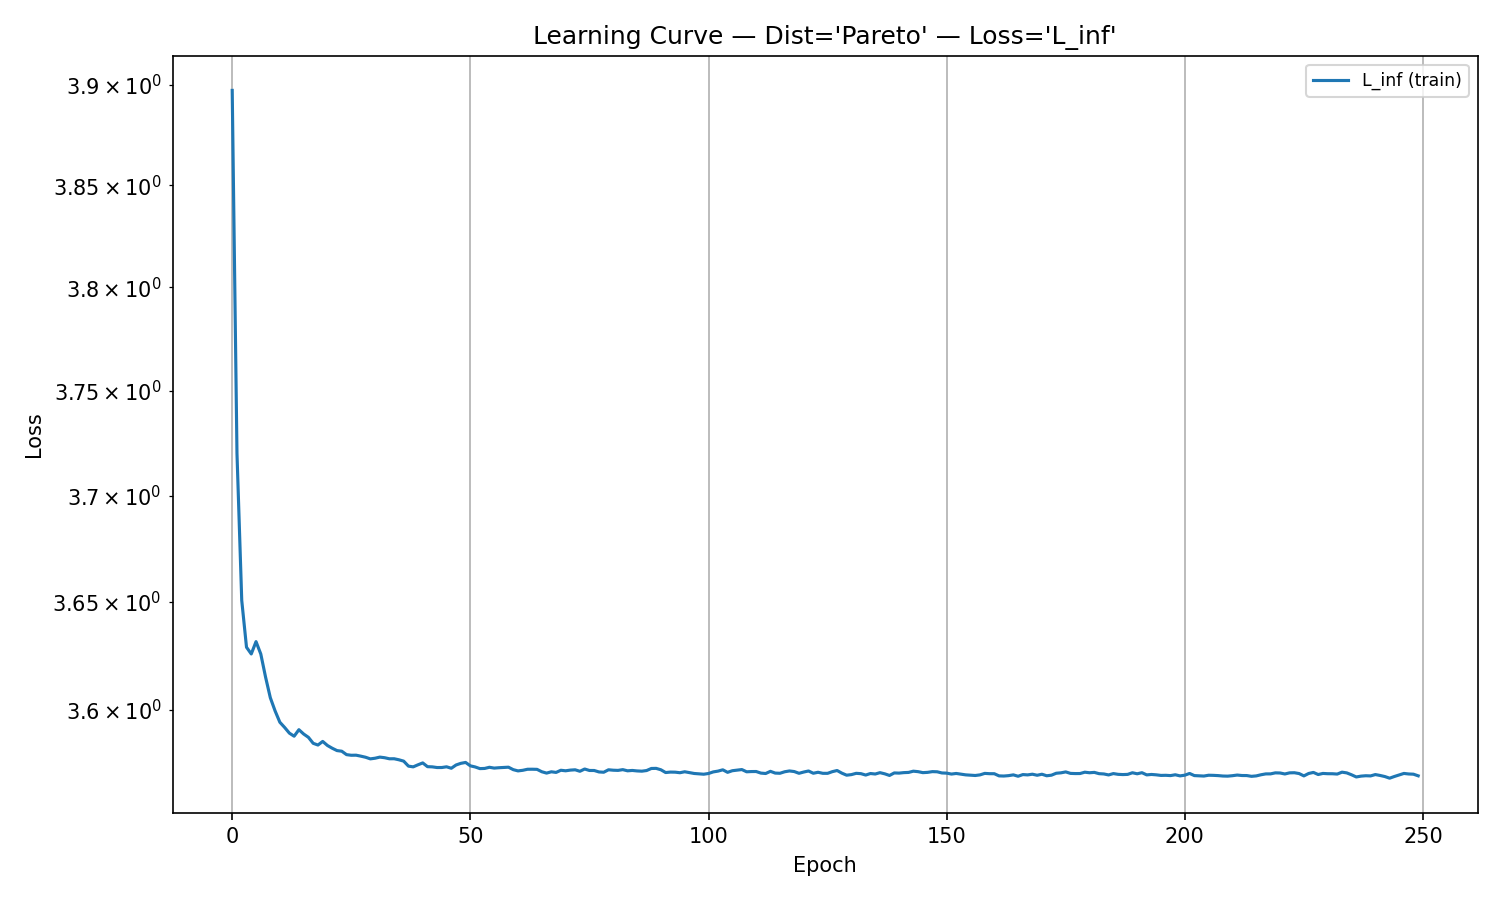 Learning Curve — Dist='Pareto' — Loss='L_inf'
L_inf (train)
3.9 × 10⁰
3.85 × 10⁰
3.8 × 10⁰
3.75 × 10⁰
3.7 × 10⁰
3.65 × 10⁰
3.6 × 10⁰
Loss
0 50 100 150 200 250
Epoch